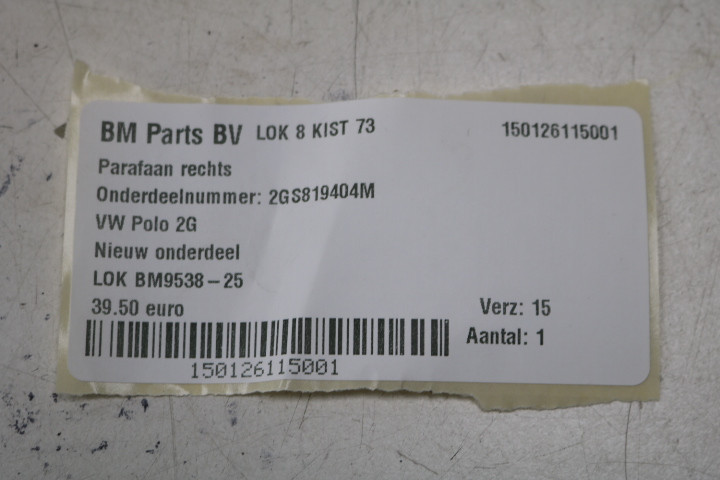 BM Parts BV LOK 8 KIST 73 150126115001
Parafaan rechts
Onderdeelnummer: 2GS819404M
VW Polo 2G
Nieuw onderdeel
LOK BM9538-25
39.50 euro Verz: 15
Aantal: 1
150126115001